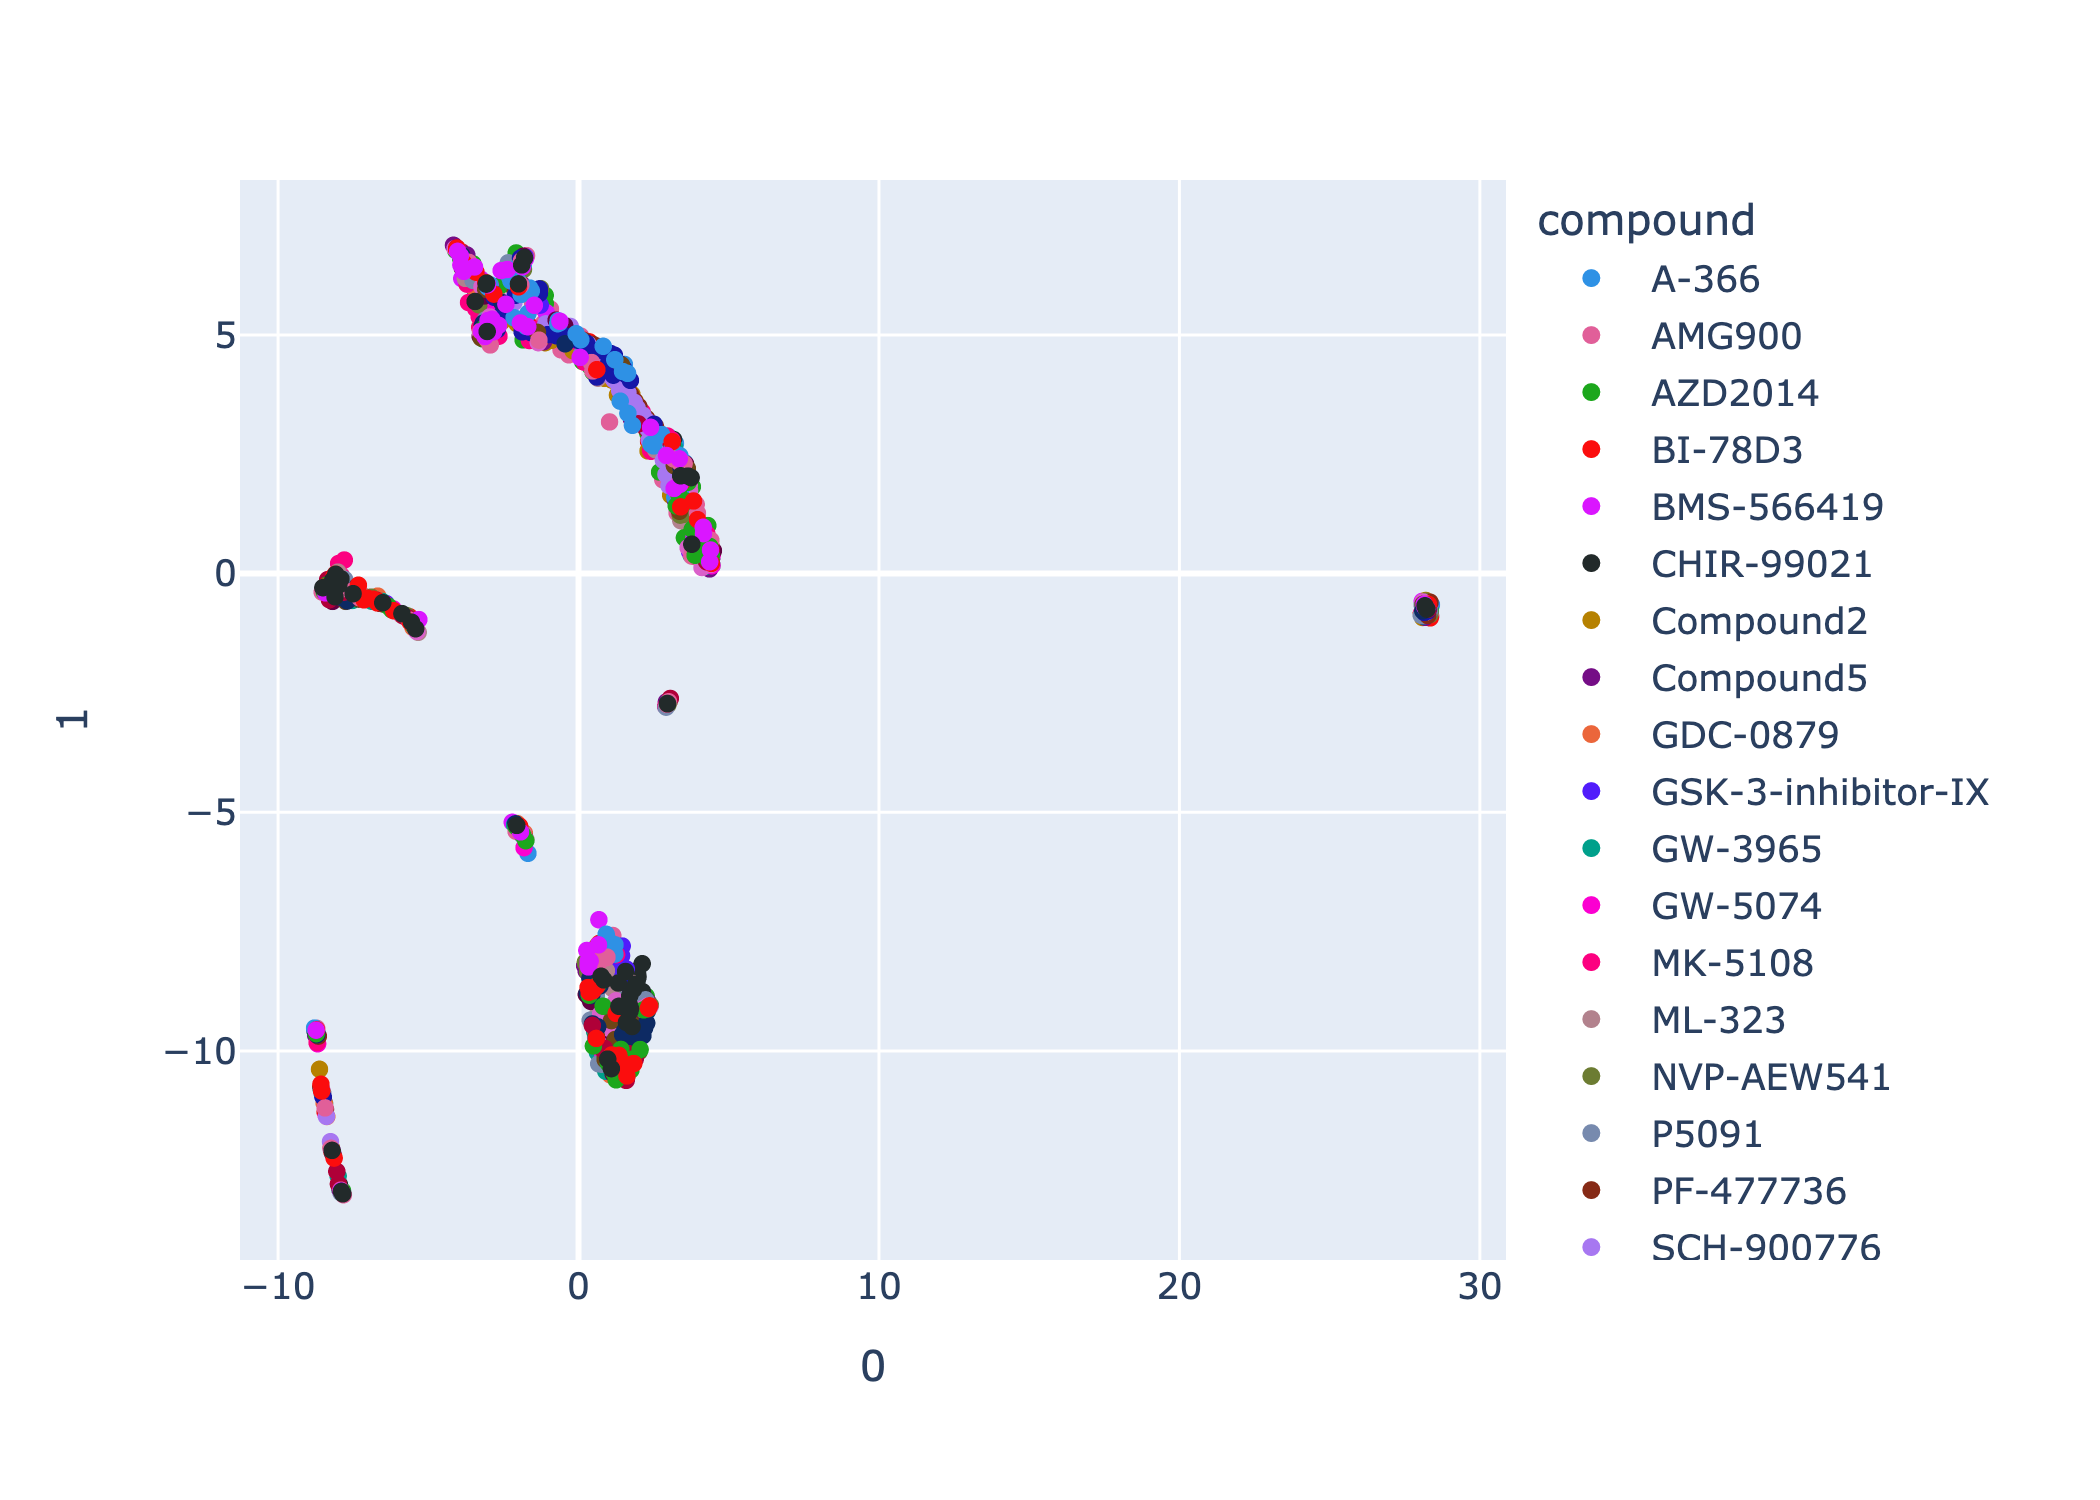 compound
A-366
AMG900
AZD2014
BI-78D3
BMS-566419
CHIR-99021
Compound2
Compound5
GDC-0879
GSK-3-inhibitor-IX
GW-3965
GW-5074
MK-5108
ML-323
NVP-AEW541
P5091
PF-477736
SCH-900776
5
0
−5
−10
1
−10 0 10 20 30
0